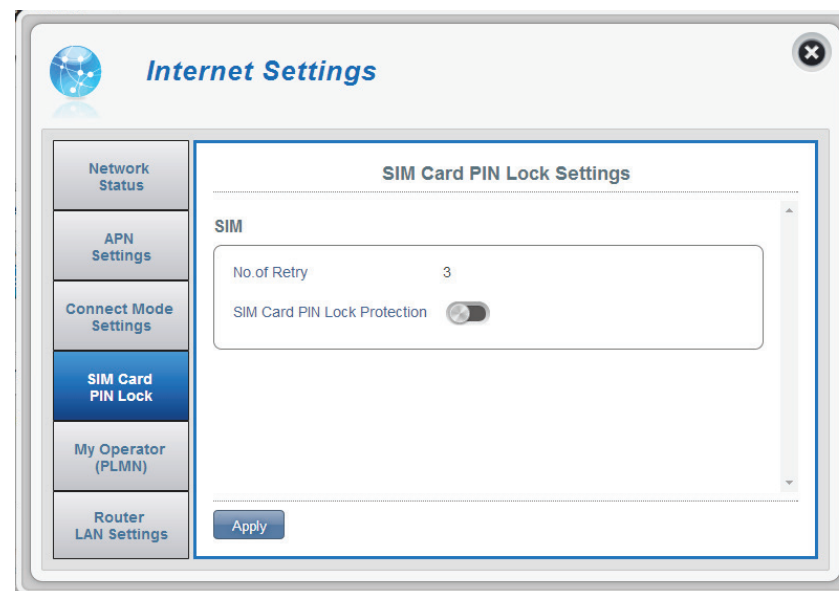 Internet Settings
Network
Status
APN
Settings
Connect Mode
Settings
SIM Card
PIN Lock
My Operator
(PLMN)
Router
LAN Settings
SIM Card PIN Lock Settings
SIM
No.of Retry 3
SIM Card PIN Lock Protection
Apply